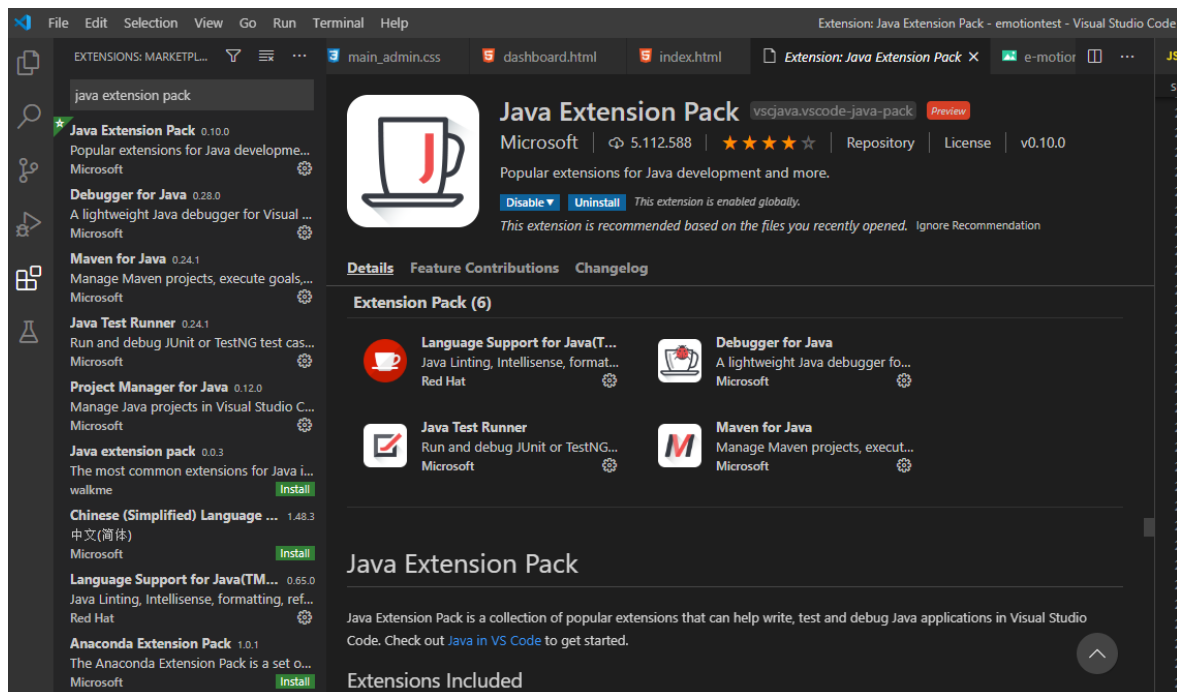 File Edit Selection View Go Run Terminal Help
Extension: Java Extension Pack - emotiontest - Visual Studio Code
EXTENSIONS: MARKETPL...
main_admin.css
dashboard.html
index.html
Extension: Java Extension Pack
e-motion
JS
java extension pack
Java Extension Pack 0.10.0
Popular extensions for Java developme...
Microsoft
Debugger for Java 0.28.0
A lightweight Java debugger for Visual ...
Microsoft
Maven for Java 0.24.1
Manage Maven projects, execute goals,...
Microsoft
Java Test Runner 0.24.1
Run and debug JUnit or TestNG test cas...
Microsoft
Project Manager for Java 0.12.0
Manage Java projects in Visual Studio C...
Microsoft
Java extension pack 0.0.3
The most common extensions for Java i...
walkme
Install
Chinese (Simplified) Language ... 1.48.3
中文(简体)
Microsoft
Install
Language Support for Java(TM... 0.65.0
Java Linting, Intellisense, formatting, ref...
Red Hat
Anaconda Extension Pack 1.0.1
The Anaconda Extension Pack is a set o...
Microsoft
Install
Java Extension Pack vscjava.vscode-java-pack Preview
Microsoft 5.112.588 Repository License v0.10.0
Popular extensions for Java development and more.
Disable Uninstall This extension is enabled globally.
This extension is recommended based on the files you recently opened. Ignore Recommendation
Details Feature Contributions Changelog
Extension Pack (6)
Language Support for Java(T...
Java Linting, Intellisense, format...
Red Hat
Debugger for Java
A lightweight Java debugger fo...
Microsoft
Java Test Runner
Run and debug JUnit or TestNG...
Microsoft
Maven for Java
Manage Maven projects, execut...
Microsoft
Java Extension Pack
Java Extension Pack is a collection of popular extensions that can help write, test and debug Java applications in Visual Studio
Code. Check out Java in VS Code to get started.
Extensions Included